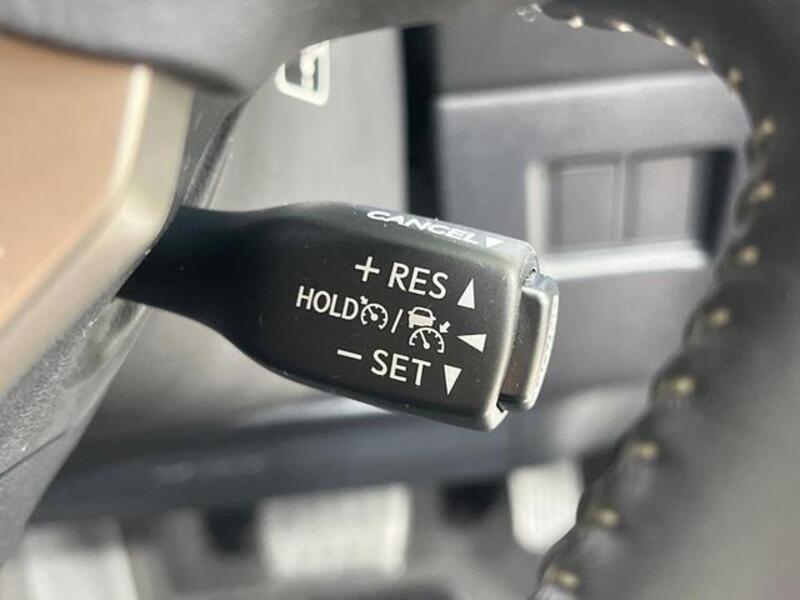 CANCEL▼
+ RES ▲
HOLD / ◀
− SET ▼